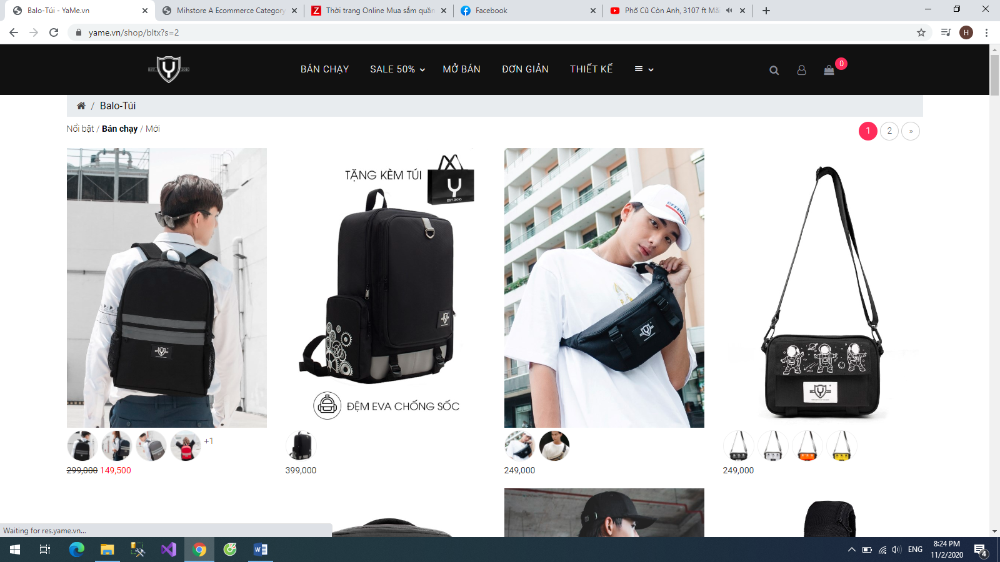 Balo-Túi - YaMe.vn
Mihstore A Ecommerce Category
Thời trang Online Mua sắm quần
Facebook
Phố Cũ Còn Anh, 3107 ft Mã
yame.vn/shop/bltx?s=2
H
EST. 2010
BÁN CHẠY
SALE 50%
MỞ BÁN
ĐƠN GIẢN
THIẾT KẾ
0
/ Balo-Túi
Nổi bật / Bán chạy / Mới
1 2 »
TẶNG KÈM TÚI
EST.2010
ĐỆM EVA CHỐNG SỐC
+1
299,000 149,500
399,000
249,000
249,000
Waiting for res.yame.vn...
ENG
8:24 PM
11/2/2020
4